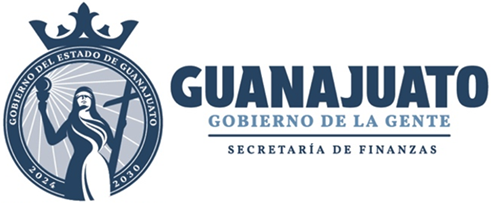 GOBIERNO DEL ESTADO DE GUANAJUATO
2024
2030
GUANAJUATO
GOBIERNO DE LA GENTE
SECRETARÍA DE FINANZAS